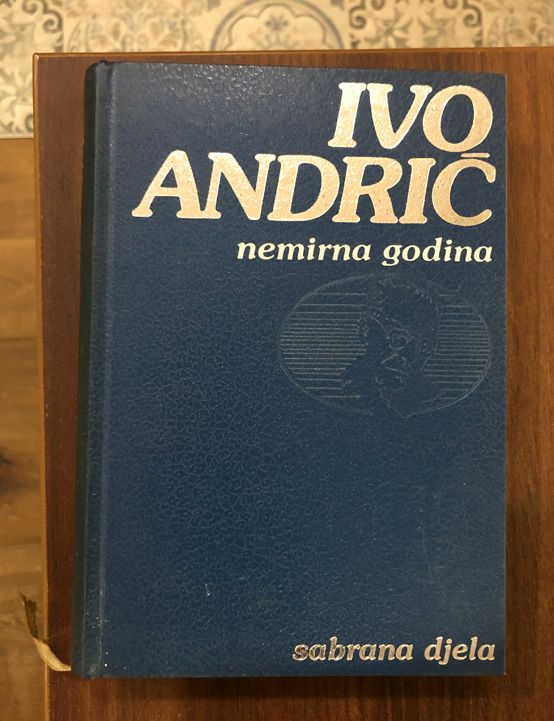 IVO
ANDRIĆ
nemirna godina
sabrana djela